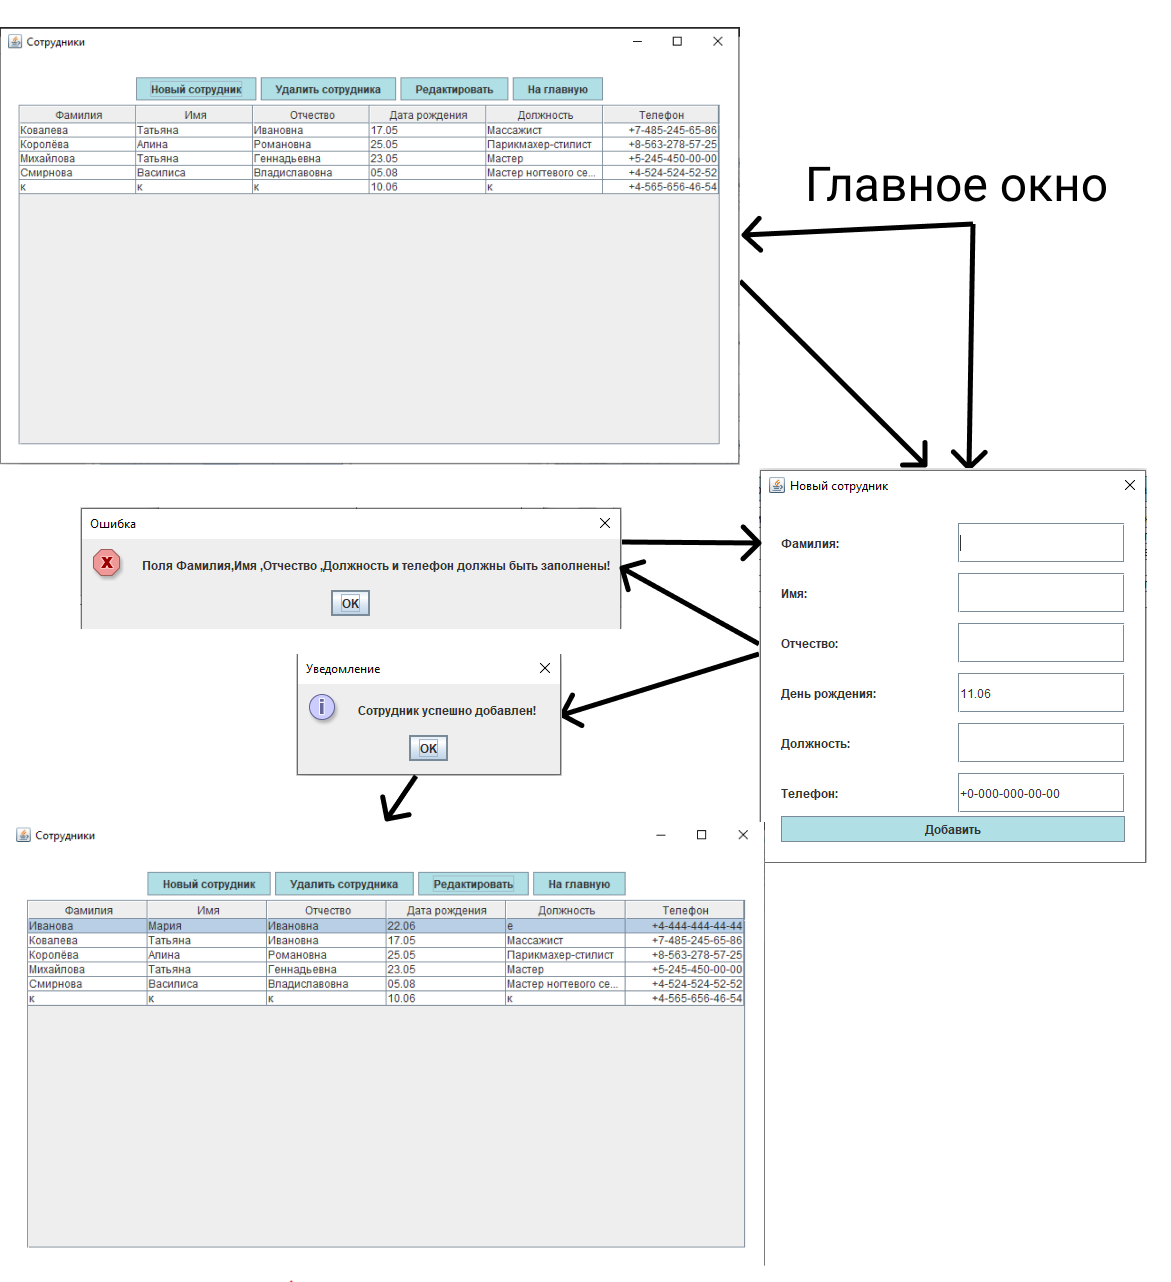 Сотрудники
Новый сотрудник Удалить сотрудника Редактировать На главную
Фамилия Имя Отчество Дата рождения Должность Телефон
Ковалева Татьяна Ивановна 17.05 Массажист +7-485-245-65-86
Королёва Алина Романовна 25.05 Парикмахер-стилист +8-563-278-57-25
Михайлова Татьяна Геннадьевна 23.05 Мастер +5-245-450-00-00
Смирнова Василиса Владиславовна 05.08 Мастер ногтевого се... +4-524-524-52-52
к к к 10.06 к +4-565-656-46-54
Главное окно
Новый сотрудник
Фамилия:
Имя:
Отчество:
День рождения: 11.06
Должность:
Телефон: +0-000-000-00-00
Добавить
Ошибка
Поля Фамилия,Имя ,Отчество ,Должность и телефон должны быть заполнены!
OK
Уведомление
Сотрудник успешно добавлен!
OK
Сотрудники
Новый сотрудник Удалить сотрудника Редактировать На главную
Фамилия Имя Отчество Дата рождения Должность Телефон
Иванова Мария Ивановна 22.06 е +4-444-444-44-44
Ковалева Татьяна Ивановна 17.05 Массажист +7-485-245-65-86
Королёва Алина Романовна 25.05 Парикмахер-стилист +8-563-278-57-25
Михайлова Татьяна Геннадьевна 23.05 Мастер +5-245-450-00-00
Смирнова Василиса Владиславовна 05.08 Мастер ногтевого се... +4-524-524-52-52
к к к 10.06 к +4-565-656-46-54